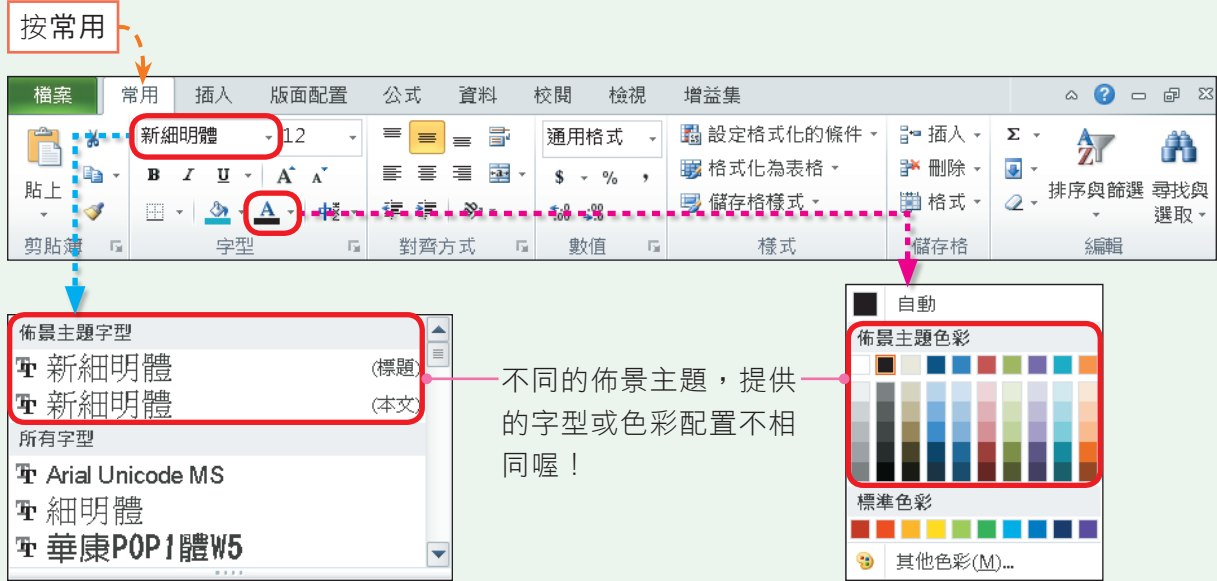 按常用
檔案 常用 插入 版面配置 公式 資料 校閱 檢視 增益集
新細明體 12 通用格式 設定格式化的條件 插入 Σ
貼上 B I U A A $ % , 格式化為表格 刪除 排序與篩選 尋找與選取
A 中 .0 .00 儲存格樣式 格式
剪貼簿 字型 對齊方式 數值 樣式 儲存格 編輯
佈景主題字型
新細明體 (標題)
新細明體 (本文)
所有字型
Arial Unicode MS
細明體
華康POP1體W5
不同的佈景主題，提供
的字型或色彩配置不相
同喔！
自動
佈景主題色彩
標準色彩
其他色彩(M)...